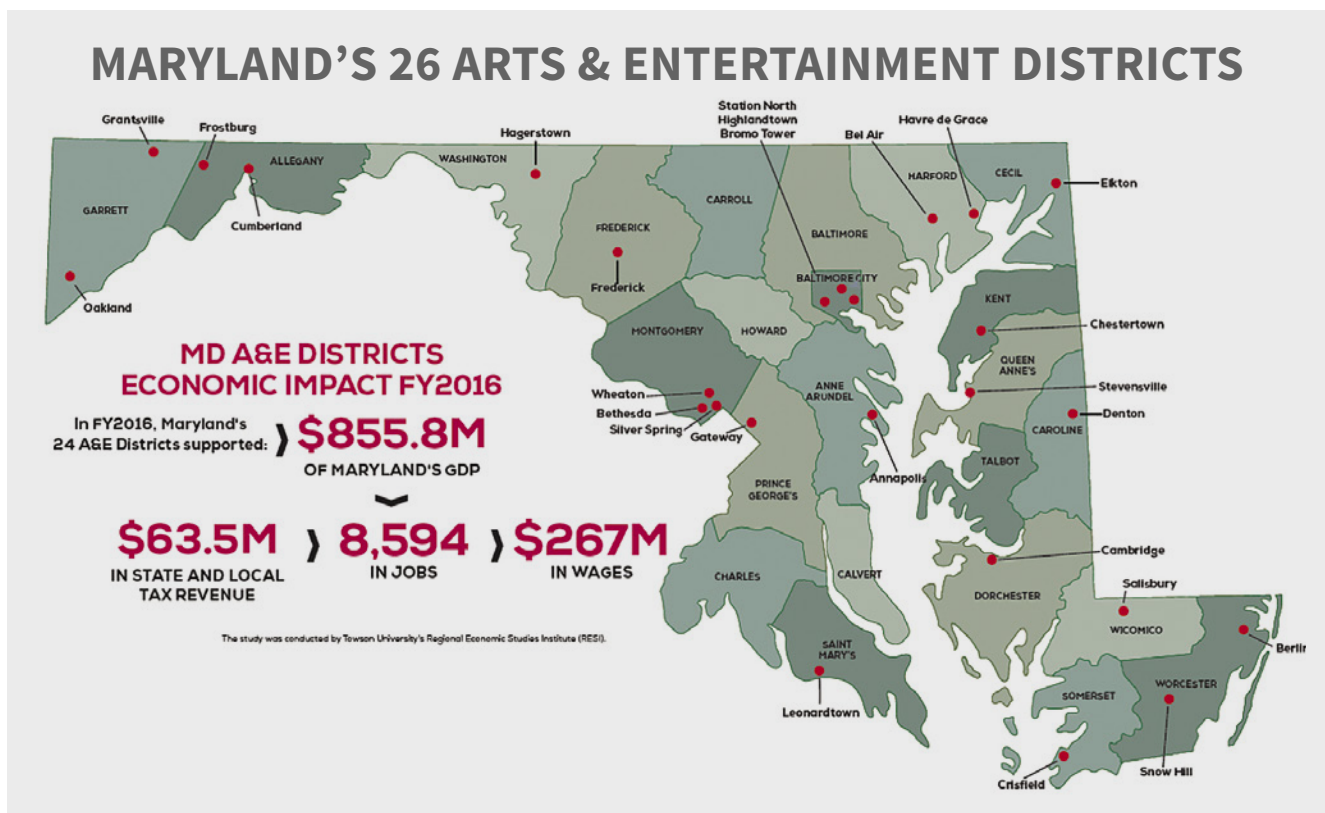 MARYLAND'S 26 ARTS & ENTERTAINMENT DISTRICTS
Grantsville
Frostburg
Hagerstown
Station North
Highlandtown
Bromo Tower
Bel Air
Havre de Grace
ALLEGANY
WASHINGTON
CARROLL
HARFORD
CECIL
Elkton
GARRETT
Cumberland
FREDERICK
BALTIMORE
Oakland
Frederick
BALTIMORE CITY
KENT
MONTGOMERY
HOWARD
Chestertown
QUEEN
ANNE'S
ANNE
ARUNDEL
Stevensville
Wheaton
Bethesda
Silver Spring
Gateway
Denton
CAROLINE
TALBOT
Annapolis
PRINCE
GEORGE'S
Cambridge
CHARLES
CALVERT
DORCHESTER
Salisbury
WICOMICO
SAINT
MARY'S
Berlin
SOMERSET
WORCESTER
Leonardtown
Snow Hill
Crisfield
MD A&E DISTRICTS
ECONOMIC IMPACT FY2016
In FY2016, Maryland's
24 A&E Districts supported:
$855.8M
OF MARYLAND'S GDP
$63.5M
IN STATE AND LOCAL
TAX REVENUE
8,594
IN JOBS
$267M
IN WAGES
The study was conducted by Towson University's Regional Economic Studies Institute (RESI).